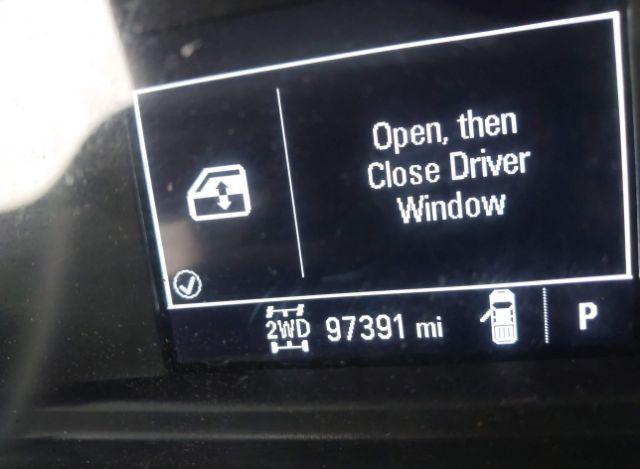 Open, then
Close Driver
Window
2WD 97391 mi P